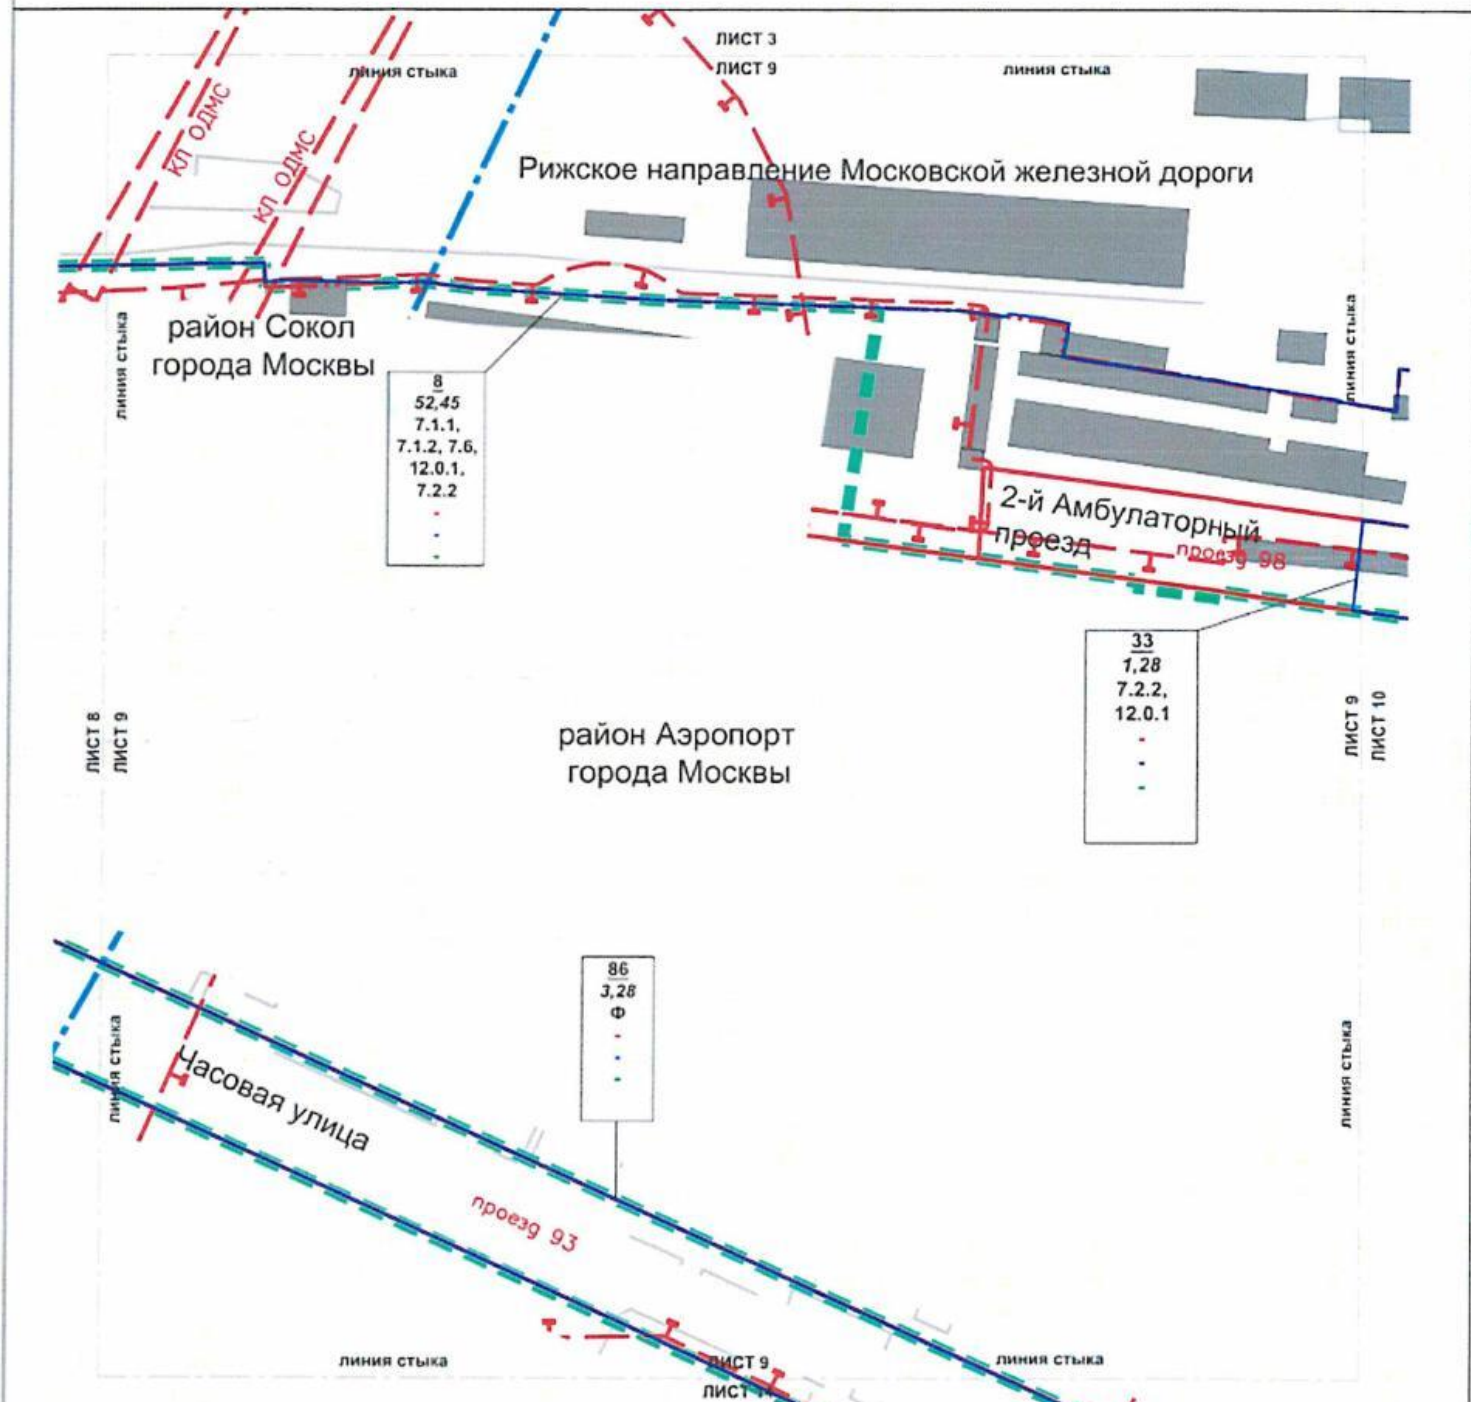 ЛИСТ 3
ЛИСТ 9
линия стыка
линия стыка
КЛ ОДМС
КЛ ОДМС
Рижское направление Московской железной дороги
район Сокол
города Москвы
линия стыка
линия стыка
8
52,45
7.1.1,
7.1.2, 7.6,
12.0.1,
7.2.2
2-й Амбулаторный
проезд
проезд 98
33
1,28
7.2.2,
12.0.1
ЛИСТ 8
ЛИСТ 9
район Аэропорт
города Москвы
ЛИСТ 9
ЛИСТ 10
86
3,28
Ф
линия стыка
Часовая улица
линия стыка
проезд 93
линия стыка
ЛИСТ 9
линия стыка
ЛИСТ